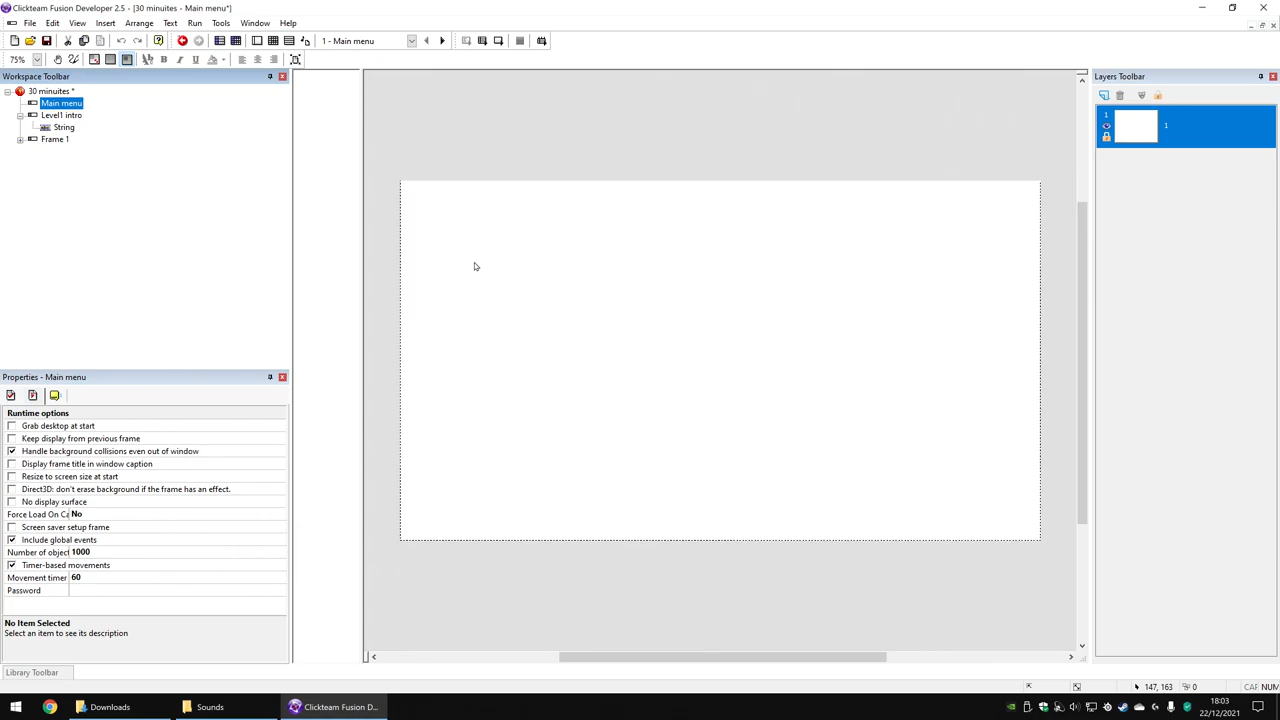 Clickteam Fusion Developer 2.5 - [30 minuites - Main menu*]
File Edit View Insert Arrange Text Run Tools Window Help
1 - Main menu
75%
Workspace Toolbar
30 minuites *
Main menu
Level1 intro
String
Frame 1
Properties - Main menu
Runtime options
Grab desktop at start
Keep display from previous frame
Handle background collisions even out of window
Display frame title in window caption
Resize to screen size at start
Direct3D: don't erase background if the frame has an effect.
No display surface
Force Load On Ca No
Screen saver setup frame
Include global events
Number of object 1000
Timer-based movements
Movement timer 60
Password
No Item Selected
Select an item to see its description
Library Toolbar
Layers Toolbar
1
1
147, 163
0
CAP NUM
Downloads
Sounds
Clickteam Fusion D...
18:03
22/12/2021